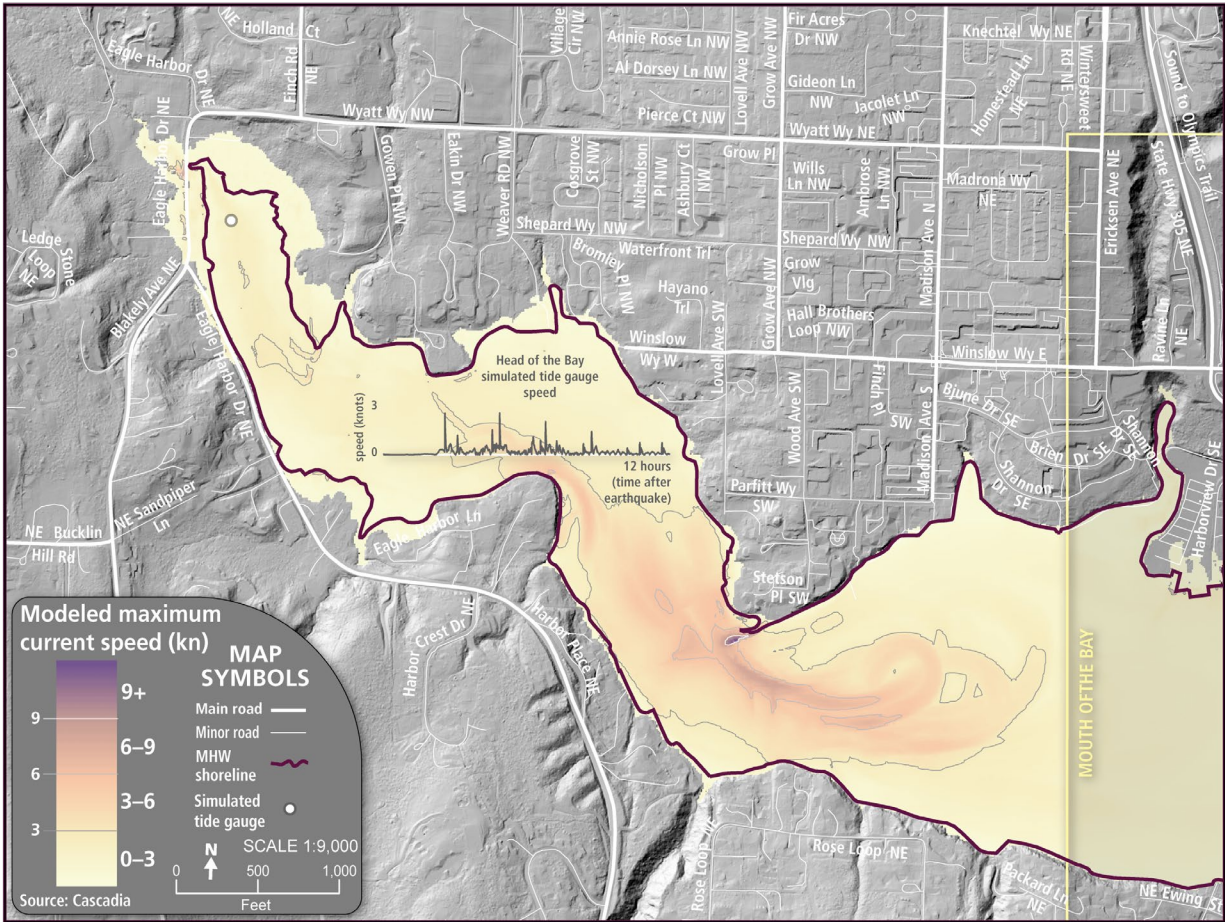 Holland Ct
Eagle Harbor Dr NE
Finch Rd
NE
Village
Cir NW
Annie Rose Ln NW
Al Dorsey Ln NW
Pierce Ct NW
Lovell Ave NW
Grow Ave NW
Fir Acres
Dr NW
Gideon Ln
NW
Jacolet Ln
NW
Knechtel Wy NE
Homestead Ln
NE
Wintersweet
Rd NE
Sound to Olympics
Trail
Wyatt Wy NW
Wyatt Wy NE
Eagle Harbor Dr NE
Gowen Pl NW
Eakin Dr NW
Weaver RD NW
Cosgrove
St NW
Nicholson
Pl NW
Ashbury Ct
NW
Grow Pl
Wills
Ln NW
Ambrose
Ln NW
Madison Ave N
Madrona Wy
NE
Ericksen Ave NE
State Hwy 305 NE
Ledge
Stone
Loop
NE
Blakely Ave NE
Shepard Wy NW
Waterfront Trl
Bromley Pl NW
Hayano
Trl
Shepard Wy NW
Grow
Vlg
Hall Brothers
Loop NW
Grow Ave NW
Lovell Ave SW
Ravine Ln
NE
Eagle Harbor Dr NE
Winslow
Wy W
Winslow Wy E
Head of the Bay
simulated tide gauge
speed
speed (knots)
3
0
12 hours
(time after
earthquake)
Wood Ave SW
Finch Pl
SW
Madison Ave S
Bjune Dr SE
Brien Dr SE
Shannon
Dr SE
Shannon
Dr SE
Harborview Dr SE
Parfitt Wy
SW
NE Bucklin
Hill Rd
NE Sandpiper
Ln
Eagle Harbor Ln
Stetson
Pl SW
Harbor Crest Dr NE
Harbor Place NE
MOUTH OFTHE BAY
Rose Loop NE
Rose Loop NE
Packard Ln
NE
NE Ewing St
Modeled maximum
current speed (kn)
9+
9
6–9
6
3–6
3
0–3
MAP
SYMBOLS
Main road
Minor road
MHW
shoreline
Simulated
tide gauge
N
SCALE 1:9,000
0 500 1,000
Feet
Source: Cascadia